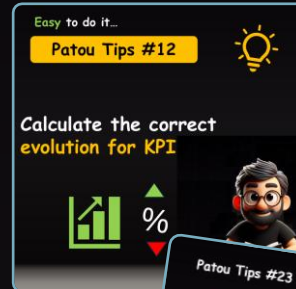 Easy to do it…
Patou Tips #12
Calculate the correct
evolution for KPI
%
Patou Tips #23